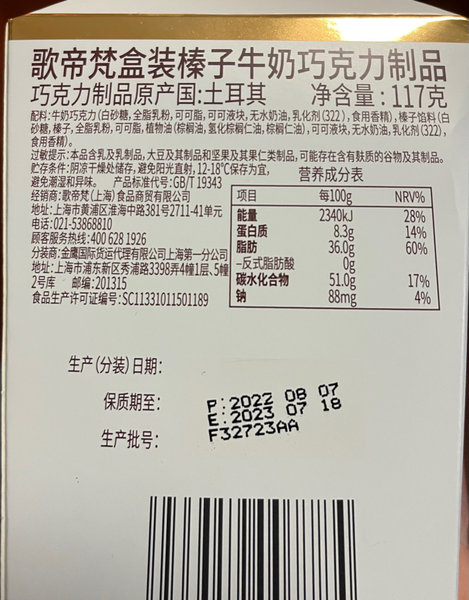 歌帝梵盒装榛子牛奶巧克力制品
巧克力制品原产国:土耳其 净含量:117克
配料:牛奶巧克力(白砂糖,全脂乳粉,可可脂,可可液块,无水奶油,乳化剂(322),食用香精),榛子馅料(白
砂糖,榛子,全脂乳粉,可可脂,植物油(棕榈油,氢化棕榈仁油,棕榈仁油),可可液块,无水奶油,乳化剂(322),
食用香精)。
过敏提示:本品含乳及乳制品,大豆及其制品和坚果及其果仁类制品,可能存在含有麸质的谷物及其制品。
贮存条件:阴凉干燥处储存,避免阳光直射,12-18℃保存为宜,
避免潮湿和异味。 产品标准代号:GB/T 19343
经销商:歌帝梵(上海)食品商贸有限公司
地址:上海市黄浦区淮海中路381号2711-41单元
电话:021-53868810
顾客服务热线:400 628 1926
分装商:金鹰国际货运代理有限公司上海第一分公司
地址:上海市浦东新区秀浦路3398弄4幢1层、5幢
2号库 邮编:201315
食品生产许可证编号:SC11331011501189
营养成分表
项目 每100g NRV%
能量 2340kJ 28%
蛋白质 8.3g 14%
脂肪 36.0g 60%
–反式脂肪酸 0g
碳水化合物 51.0g 17%
钠 88mg 4%
生产(分装)日期:
保质期至:
生产批号:
P:2022 08 07
E:2023 07 18
F32723AA